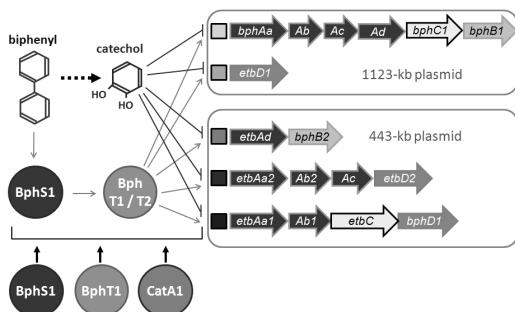 biphenyl
catechol
HO
HO
bphAa Ab Ac Ad bphC1 bphB1
etbD1
1123-kb plasmid
443-kb plasmid
etbAd bphB2
etbAa2 Ab2 Ac etbD2
etbAa1 Ab1 etbC bphD1
BphS1
Bph
T1 / T2
BphS1 BphT1 CatA1